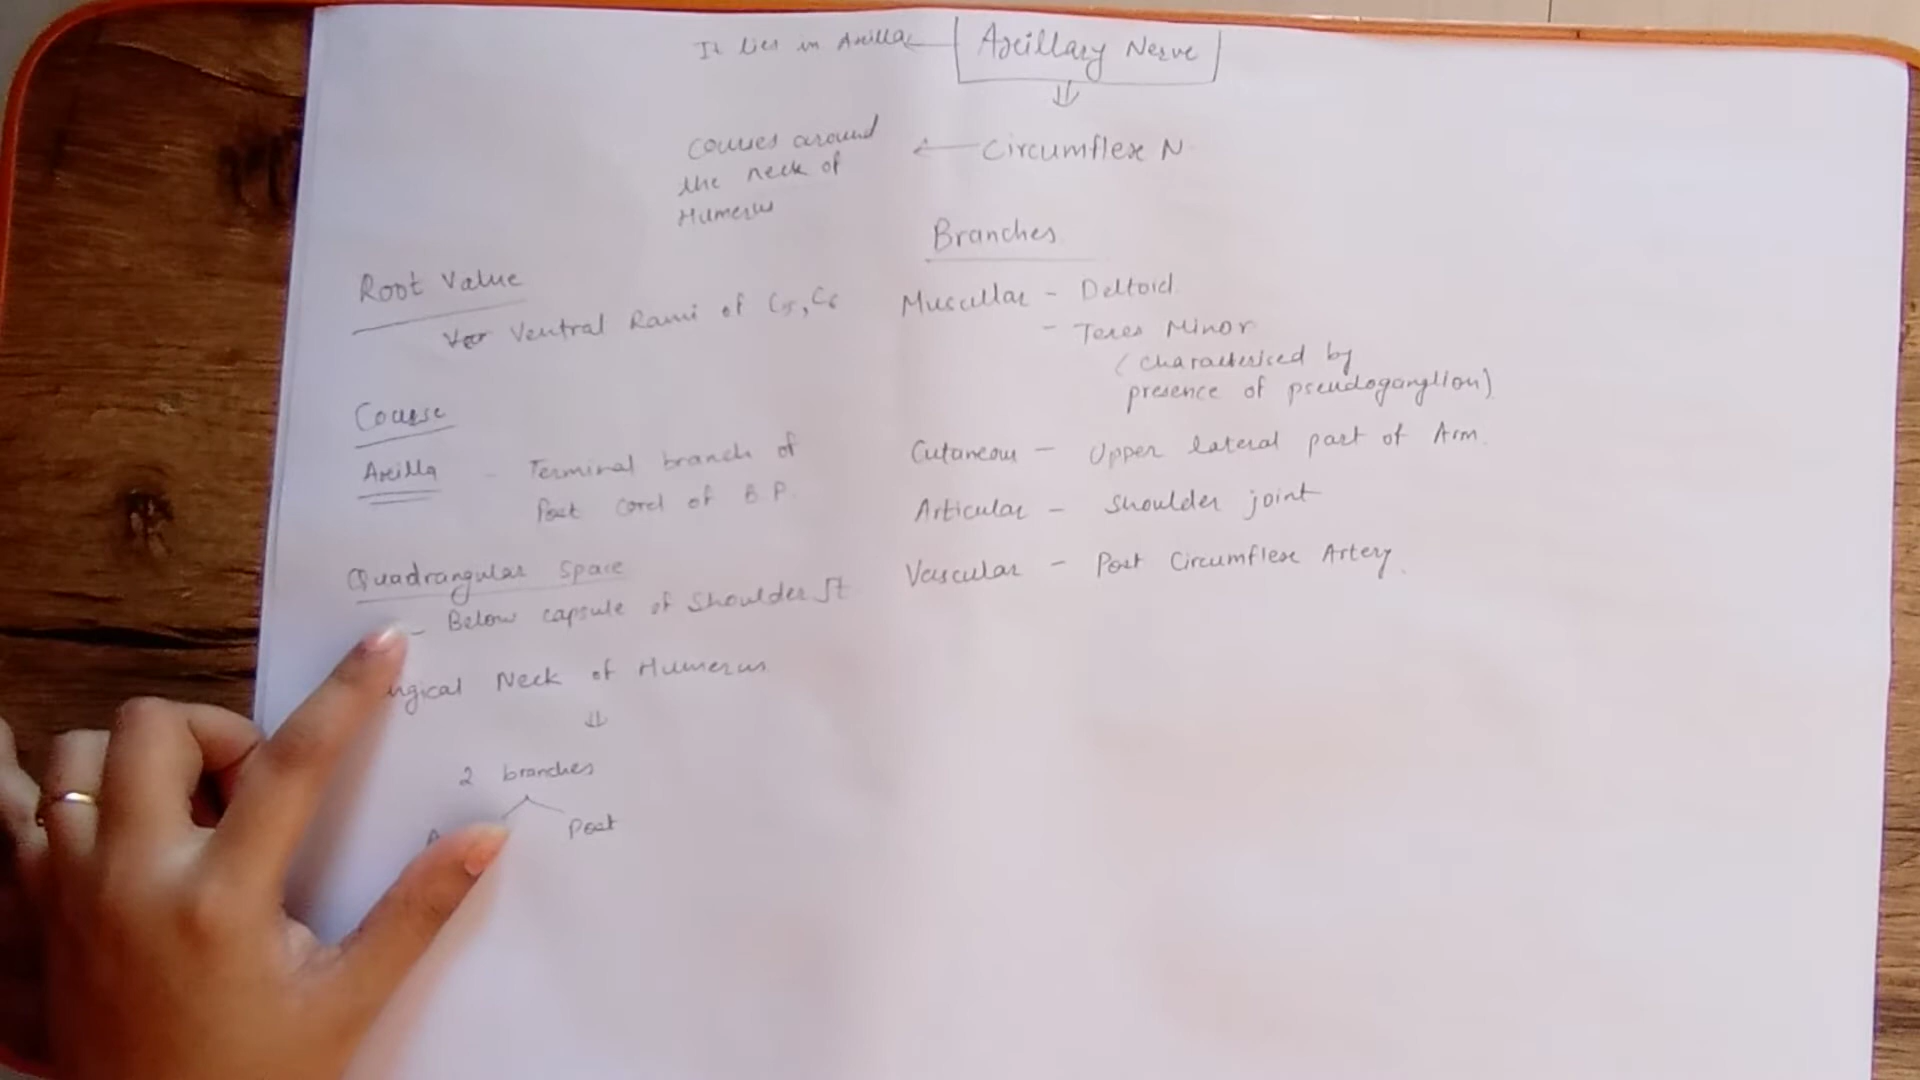 It lies in Axilla
Axillary Nerve
Circumflex N
courses around
the neck of
Humerus
Root Value
Ventral Rami of C5, C6
Course
Axilla - Terminal branch of
Post cord of B.P.
Quadrangular Space
- Below capsule of Shoulder Jt
Neck of Humerus
2 branches
Post
Branches
Muscular - Deltoid
- Teres Minor
(characterised by
presence of pseudoganglion)
Cutaneous - Upper lateral part of Arm.
Articular - Shoulder joint
Vascular - Post Circumflex Artery.